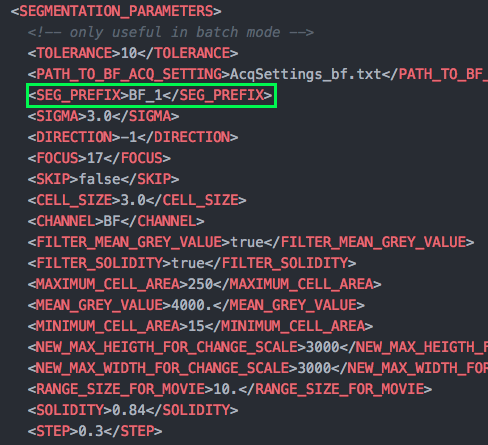 <SEGMENTATION_PARAMETERS>
<!-- only useful in batch mode -->
<TOLERANCE>10</TOLERANCE>
<PATH_TO_BF_ACQ_SETTING>AcqSettings_bf.txt</PATH_TO_BF_
<SEG_PREFIX>BF_1</SEG_PREFIX>
<SIGMA>3.0</SIGMA>
<DIRECTION>-1</DIRECTION>
<FOCUS>17</FOCUS>
<SKIP>false</SKIP>
<CELL_SIZE>3.0</CELL_SIZE>
<CHANNEL>BF</CHANNEL>
<FILTER_MEAN_GREY_VALUE>true</FILTER_MEAN_GREY_VALUE>
<FILTER_SOLIDITY>true</FILTER_SOLIDITY>
<MAXIMUM_CELL_AREA>250</MAXIMUM_CELL_AREA>
<MEAN_GREY_VALUE>4000.</MEAN_GREY_VALUE>
<MINIMUM_CELL_AREA>15</MINIMUM_CELL_AREA>
<NEW_MAX_HEIGTH_FOR_CHANGE_SCALE>3000</NEW_MAX_HEIGTH_F
<NEW_MAX_WIDTH_FOR_CHANGE_SCALE>3000</NEW_MAX_WIDTH_FOR
<RANGE_SIZE_FOR_MOVIE>10.</RANGE_SIZE_FOR_MOVIE>
<SOLIDITY>0.84</SOLIDITY>
<STEP>0.3</STEP>